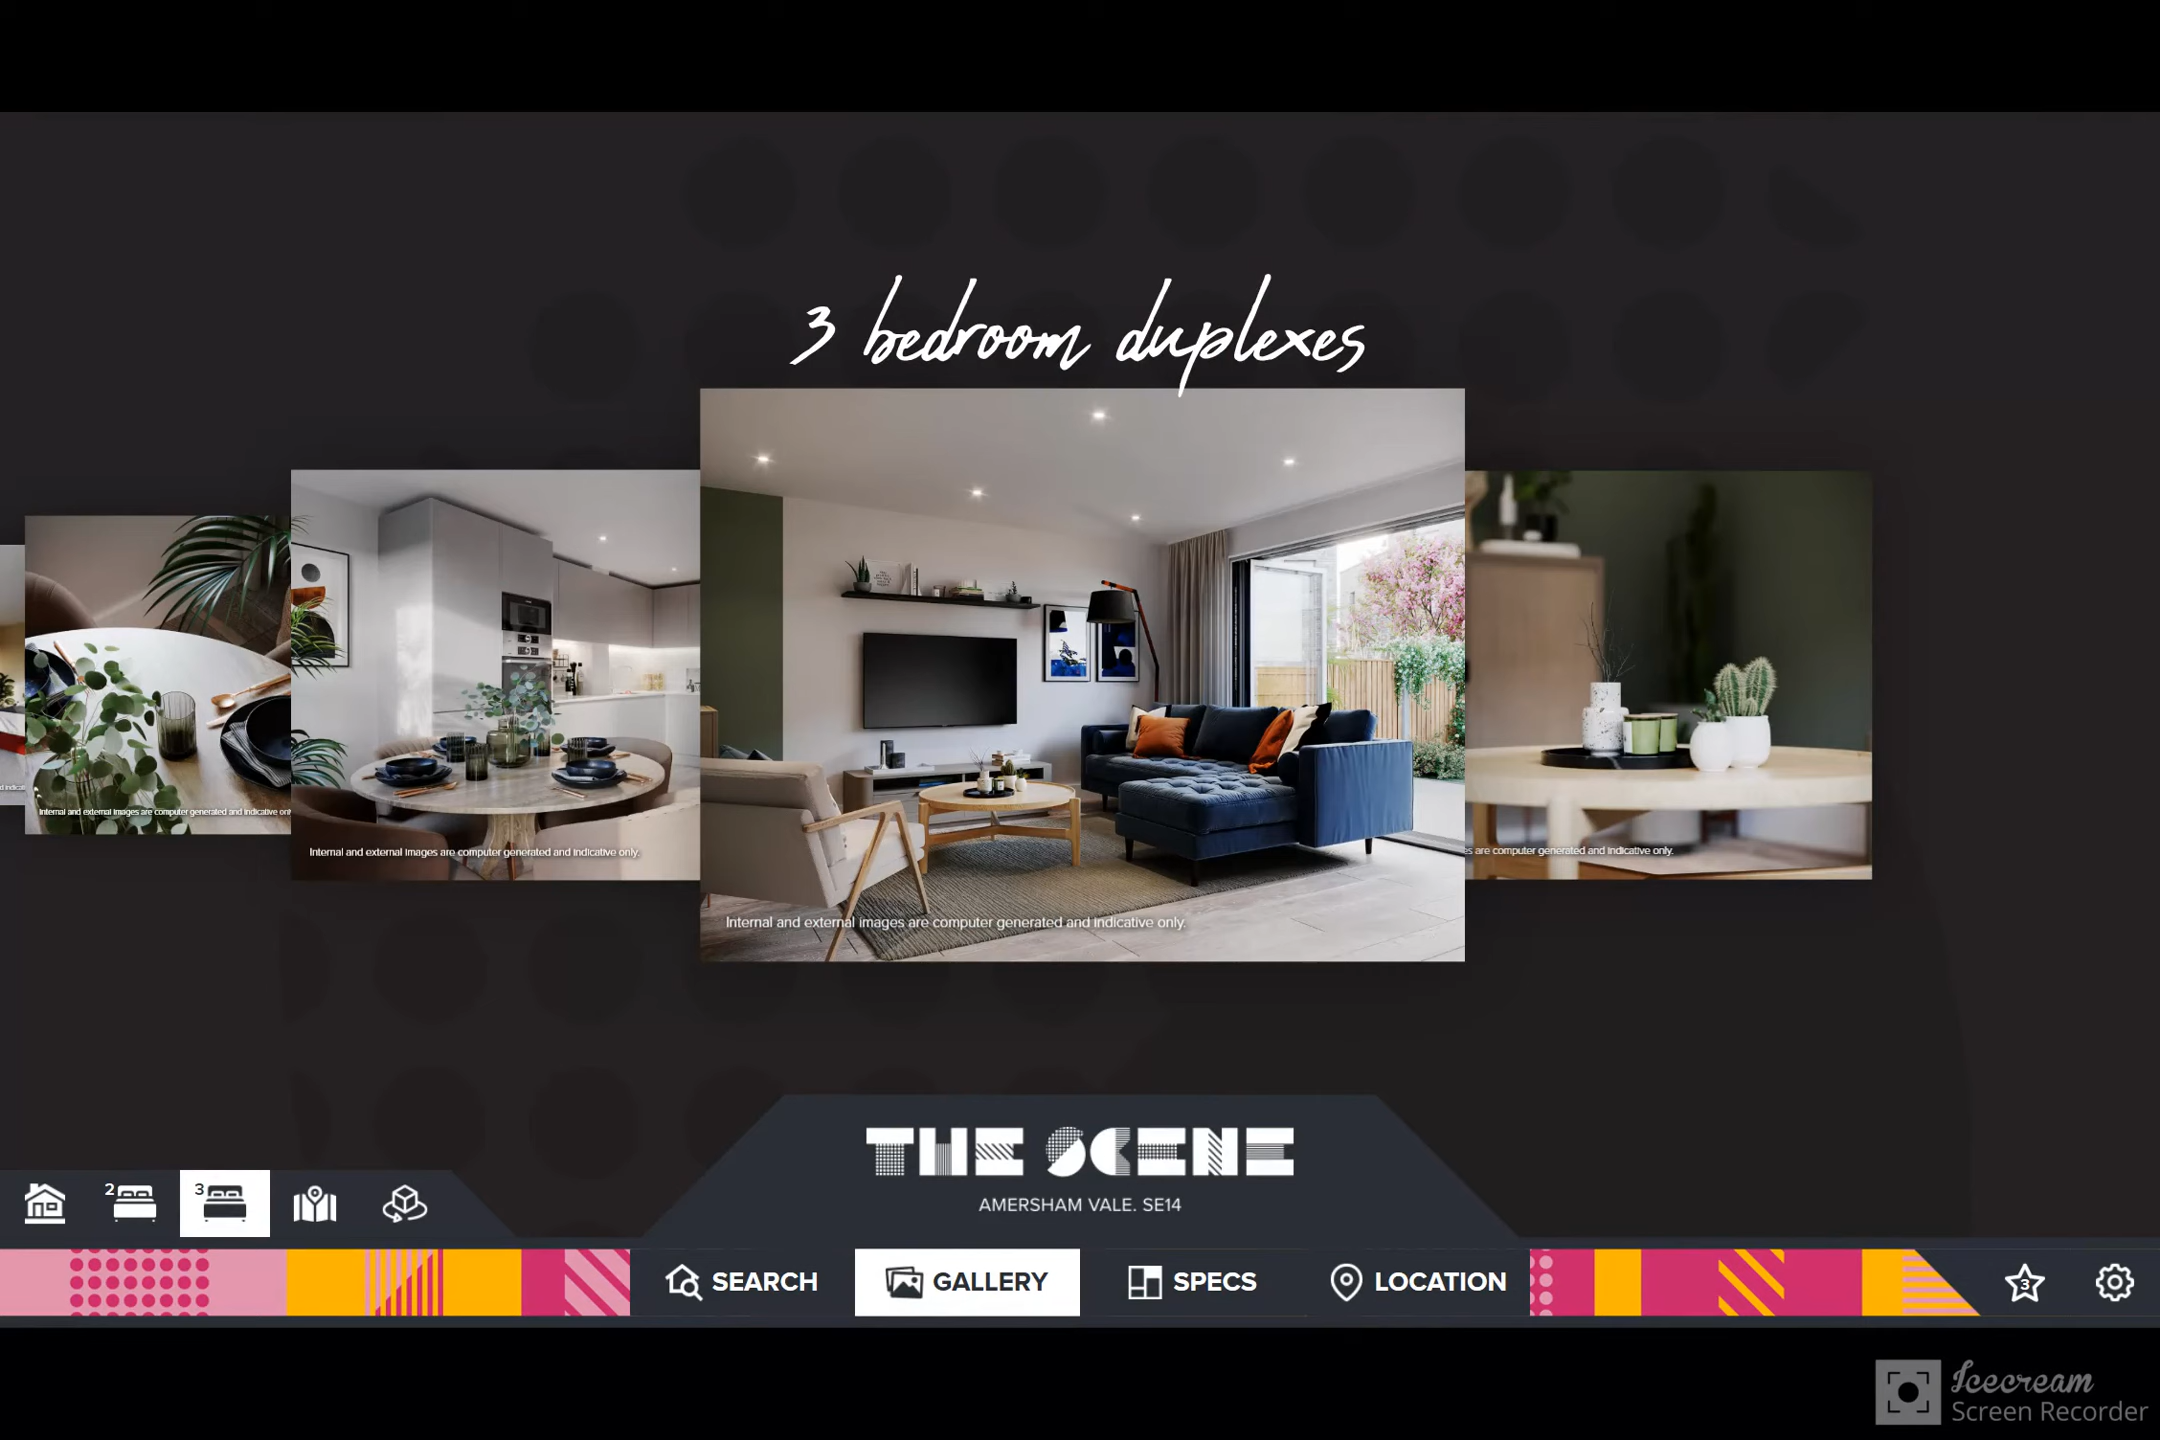 3 bedroom duplexes
Internal and external images are computer generated and indicative only.
Internal and external images are computer generated and indicative only.
Internal and external images are computer generated and indicative
are computer generated and indicative only.
THE SCENE
AMERSHAM VALE. SE14
2
3
SEARCH
GALLERY
SPECS
LOCATION
3
Icecream
Screen Recorder